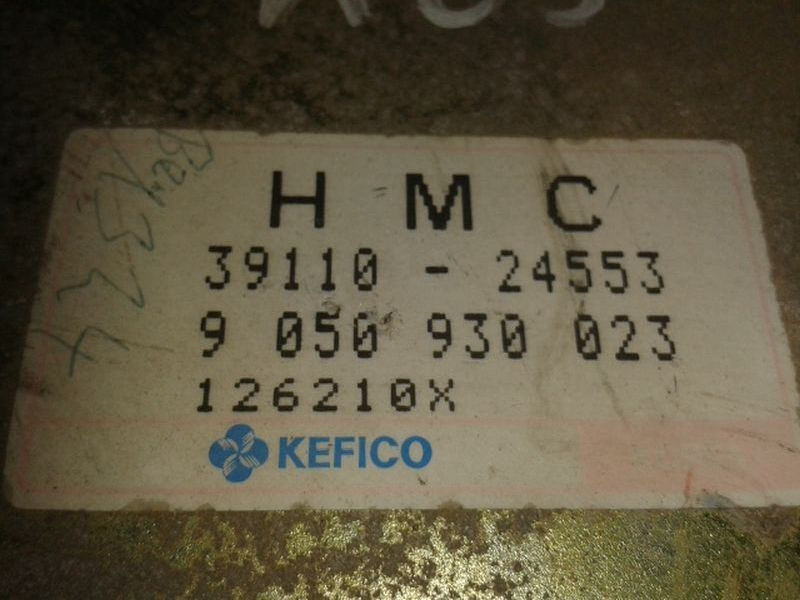 H M C
39110 - 24553
9 050 930 023
126210X
KEFICO